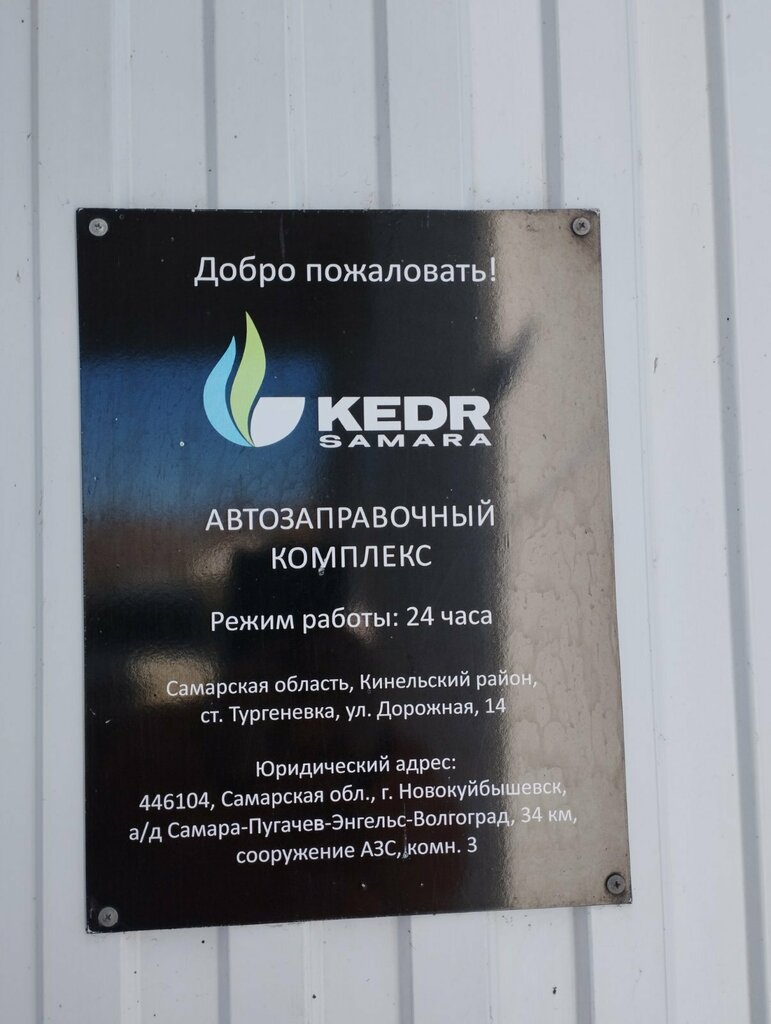 Добро пожаловать!
KEDR
SAMARA
АВТОЗАПРАВОЧНЫЙ
КОМПЛЕКС
Режим работы: 24 часа
Самарская область, Кинельский район,
ст. Тургеневка, ул. Дорожная, 14
Юридический адрес:
446104, Самарская обл., г. Новокуйбышевск,
а/д Самара-Пугачев-Энгельс-Волгоград, 34 км,
сооружение АЗС, комн. 3